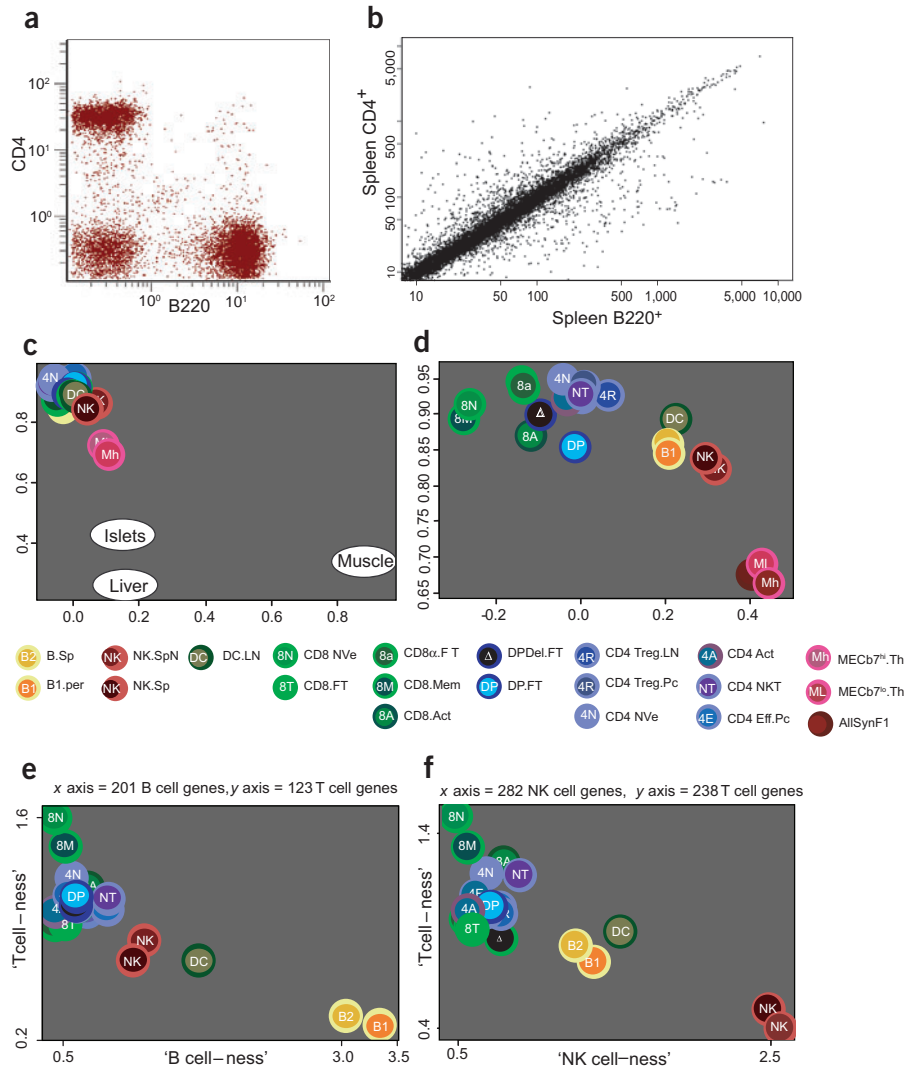 a
CD4
10²
10¹
10⁰
10⁰ 10¹ 10²
B220
b
Spleen CD4⁺
5,000
500
100
50
10
10 50 100 500 1,000 5,000 10,000
Spleen B220⁺
c
0.8
0.6
0.4
4N
DC
NK
Mh
Islets
Liver
Muscle
0.0 0.2 0.4 0.6 0.8
d
0.95
0.90
0.85
0.80
0.75
0.70
0.65
8N
8M
8a
8A
Δ
4N
NT
4R
DP
DC
B1
NK
ML
Mh
-0.2 0.0 0.2 0.4
B2 B.Sp
B1 B1.per
NK NK.SpN
NK NK.Sp
DC DC.LN
8N CD8 NVe
8T CD8.FT
8a CD8α.F T
8M CD8.Mem
8A CD8.Act
Δ DPDel.FT
DP DP.FT
4R CD4 Treg.LN
4R CD4 Treg.Pc
4N CD4 NVe
4A CD4 Act
NT CD4 NKT
4E CD4 Eff.Pc
Mh MECb7ʰⁱ.Th
ML MECb7ˡᵒ.Th
AllSynF1
e
x axis = 201 B cell genes, y axis = 123 T cell genes
'Tcell–ness'
1.6
0.2
8N
8M
4N
DP
NT
8T
NK
NK
DC
B2
B1
0.5 3.0 3.5
'B cell–ness'
f
x axis = 282 NK cell genes, y axis = 238 T cell genes
'Tcell–ness'
1.4
0.4
8N
8M
8A
4N
NT
4E
DP
4A
8T
Δ
B2
B1
DC
NK
NK
0.5 2.5
'NK cell–ness'